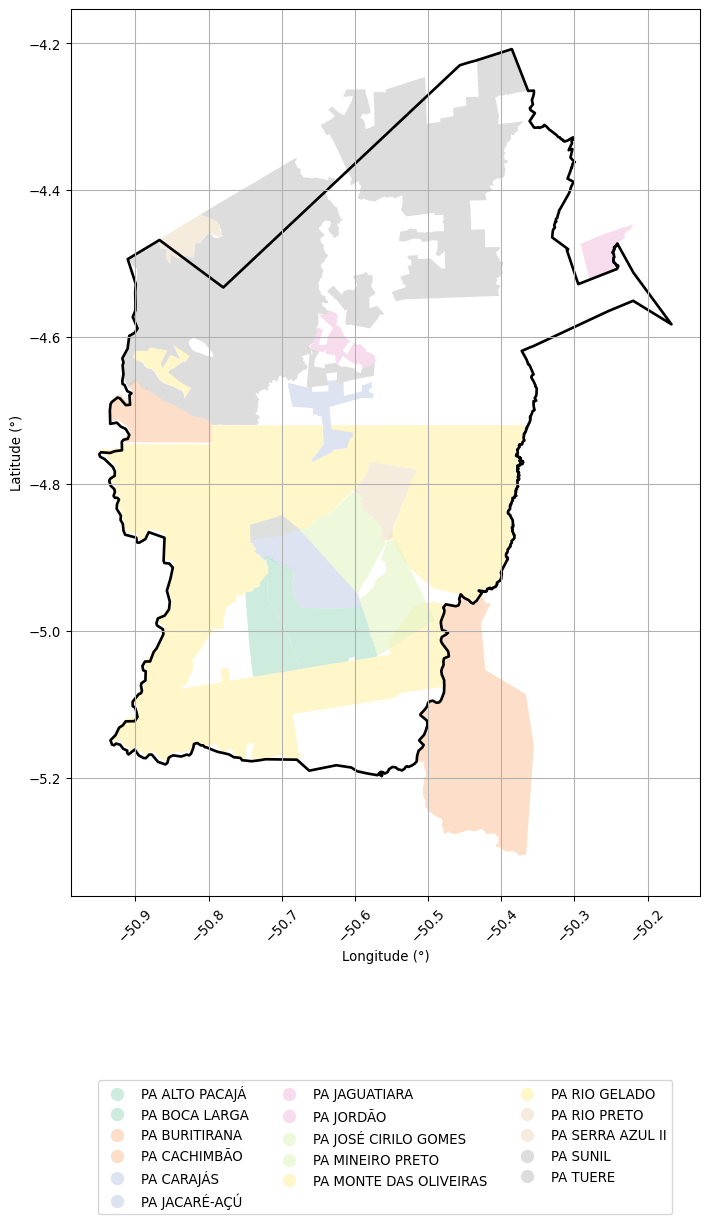 −4.2
−4.4
−4.6
−4.8
−5.0
−5.2
Latitude (°)
−50.9
−50.8
−50.7
−50.6
−50.5
−50.4
−50.3
−50.2
Longitude (°)
PA ALTO PACAJÁ
PA BOCA LARGA
PA BURITIRANA
PA CACHIMBÃO
PA CARAJÁS
PA JACARÉ-AÇÚ
PA JAGUATIARA
PA JORDÃO
PA JOSÉ CIRILO GOMES
PA MINEIRO PRETO
PA MONTE DAS OLIVEIRAS
PA RIO GELADO
PA RIO PRETO
PA SERRA AZUL II
PA SUNIL
PA TUERE